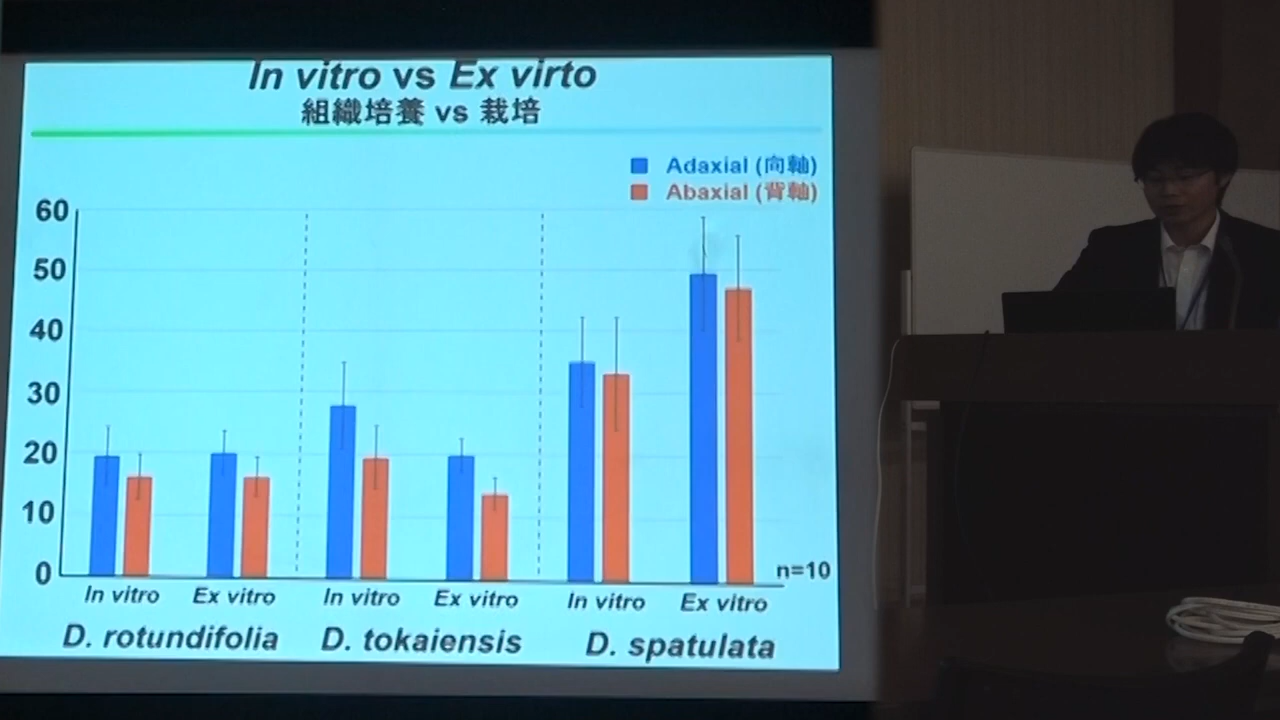 In vitro vs Ex virto
組織培養 vs 栽培
Adaxial (向軸)
Abaxial (背軸)
60
50
40
30
20
10
0
n=10
In vitro Ex vitro In vitro Ex vitro In vitro Ex vitro
D. rotundifolia D. tokaiensis D. spatulata